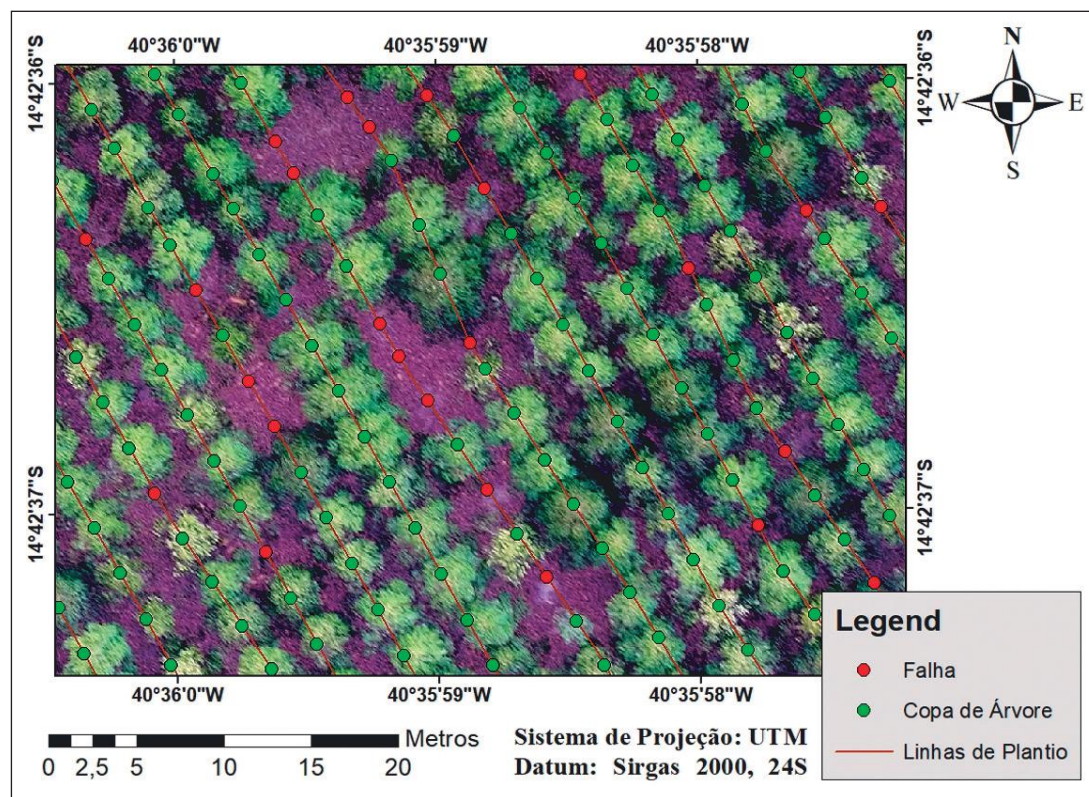 40°36'0"W 40°35'59"W 40°35'58"W
N
W E
S
14°42'36"S 14°42'36"S
14°42'37"S 14°42'37"S
40°36'0"W 40°35'59"W 40°35'58"W
Legend
Falha
Copa de Árvore
Linhas de Plantio
Metros
0 2,5 5 10 15 20
Sistema de Projeção: UTM
Datum: Sirgas 2000, 24S